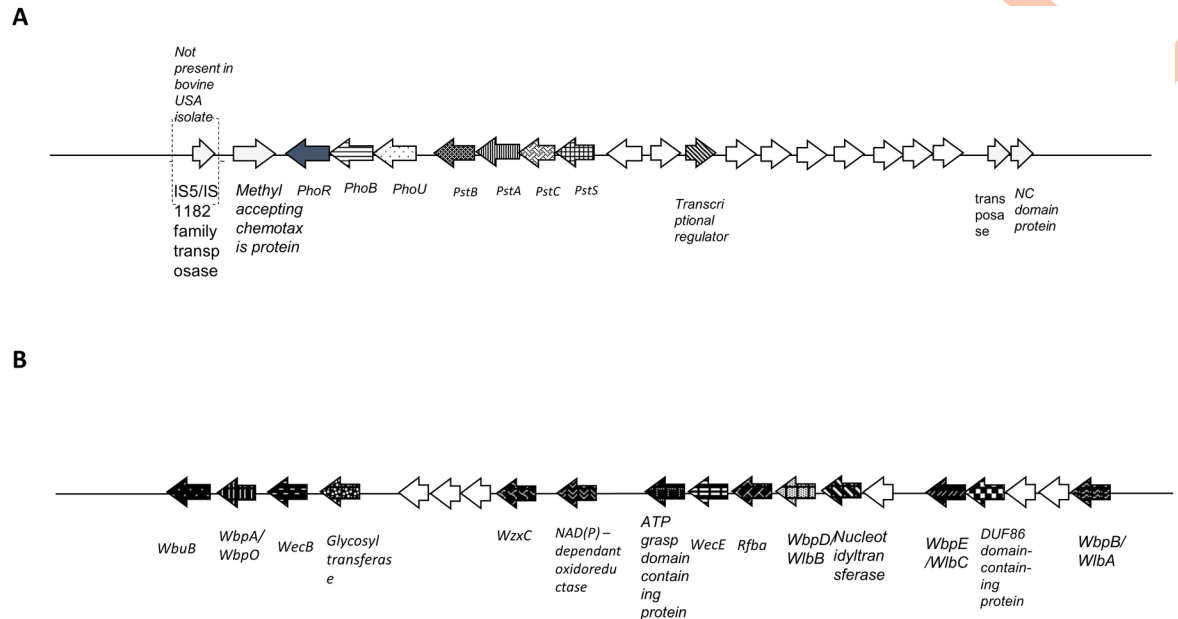 A
Not
present in
bovine
USA
isolate
IS5/IS
1182
family
transp
osase
Methyl
accepting
chemotax
is protein
PhoR
PhoB
PhoU
PstB
PstA
PstC
PstS
Transcri
ptional
regulator
trans
posa
se
NC
domain
protein
B
WbuB
WbpA/
WbpO
WecB
Glycosyl
transferas
e
WzxC
NAD(P) –
dependant
oxidoredu
ctase
ATP
grasp
domain
contain
ing
protein
WecE
Rfba
WbpD/
WlbB
Nucleot
idyltran
sferase
WbpE
/WlbC
DUF86
domain-
contain-
ing
protein
WbpB/
WlbA